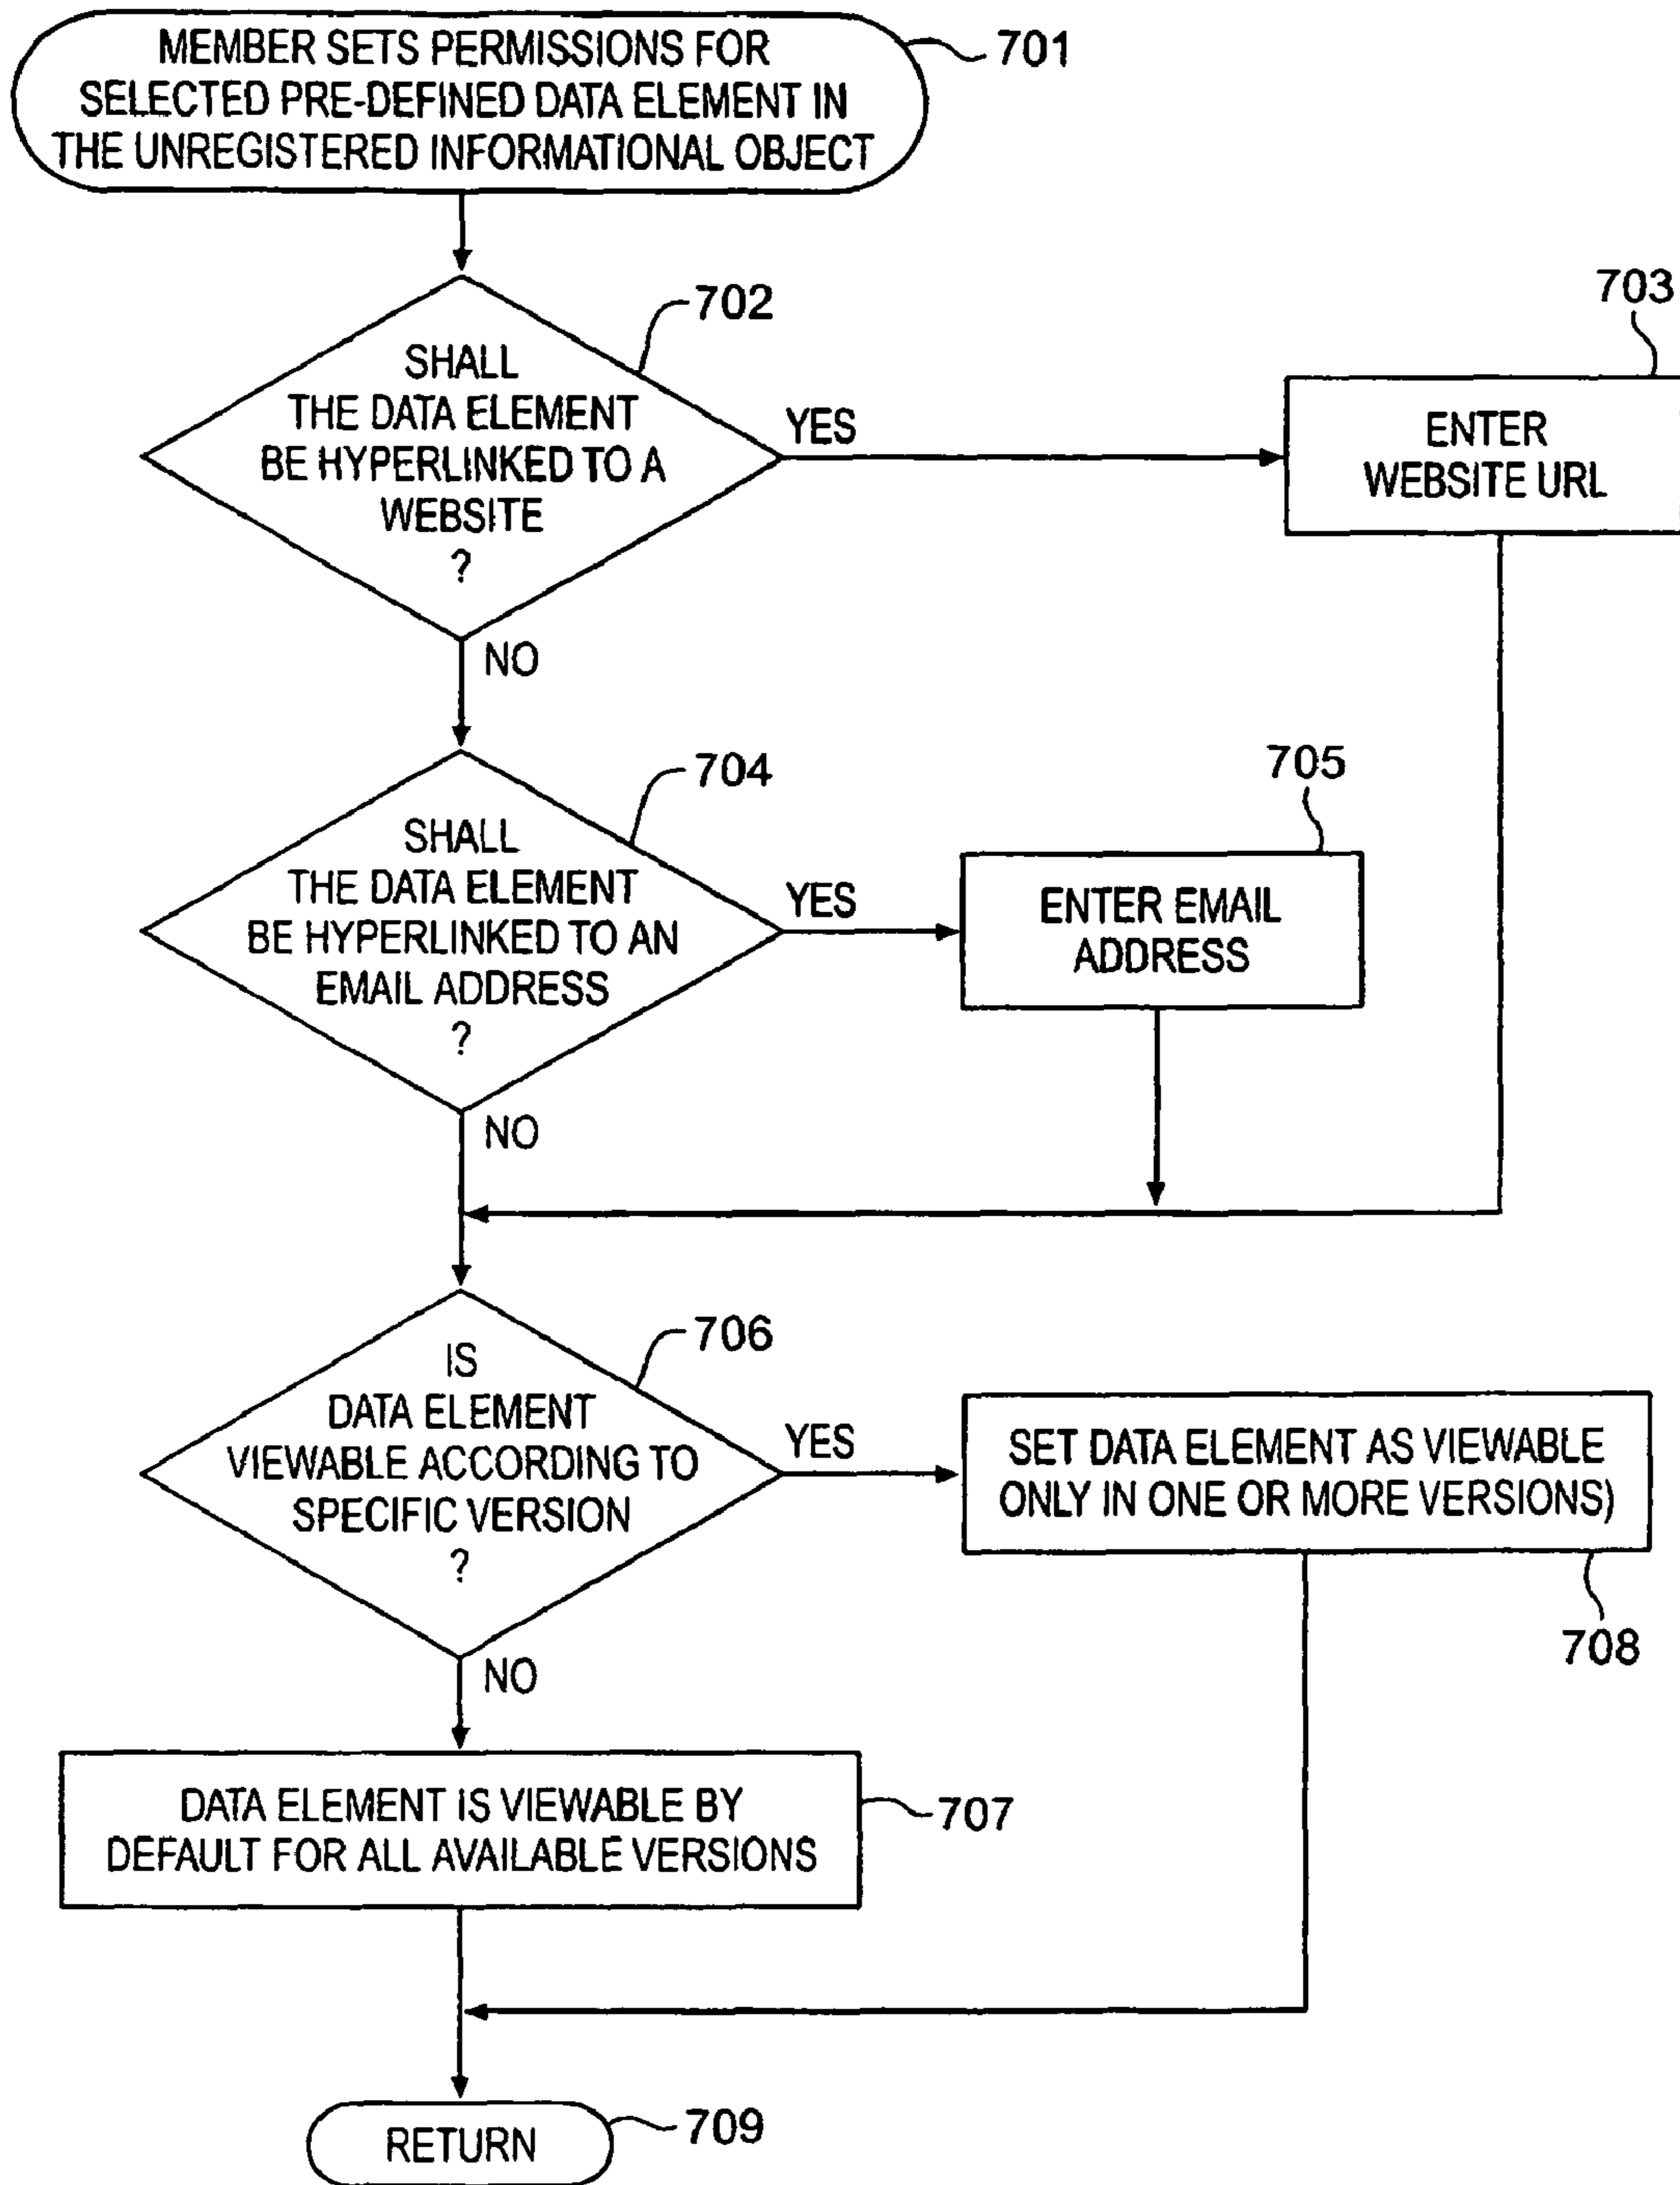 MEMBER SETS PERMISSIONS FOR
SELECTED PRE-DEFINED DATA ELEMENT IN
THE UNREGISTERED INFORMATIONAL OBJECT
701
702
SHALL
THE DATA ELEMENT
BE HYPERLINKED TO A
WEBSITE
?
YES
703
ENTER
WEBSITE URL
NO
704
SHALL
THE DATA ELEMENT
BE HYPERLINKED TO AN
EMAIL ADDRESS
?
YES
705
ENTER EMAIL
ADDRESS
NO
706
IS
DATA ELEMENT
VIEWABLE ACCORDING TO
SPECIFIC VERSION
?
YES
SET DATA ELEMENT AS VIEWABLE
ONLY IN ONE OR MORE VERSIONS)
708
NO
DATA ELEMENT IS VIEWABLE BY
DEFAULT FOR ALL AVAILABLE VERSIONS
707
RETURN
709